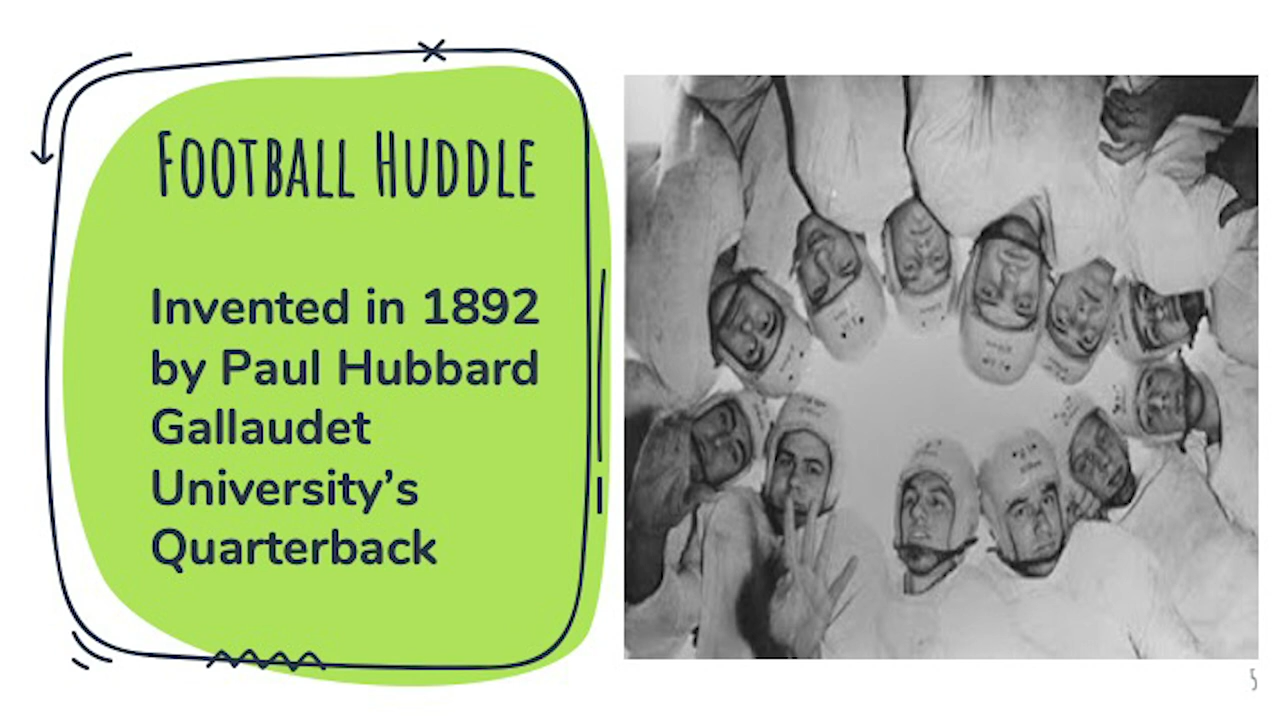 Football Huddle
Invented in 1892
by Paul Hubbard
Gallaudet
University’s
Quarterback
5